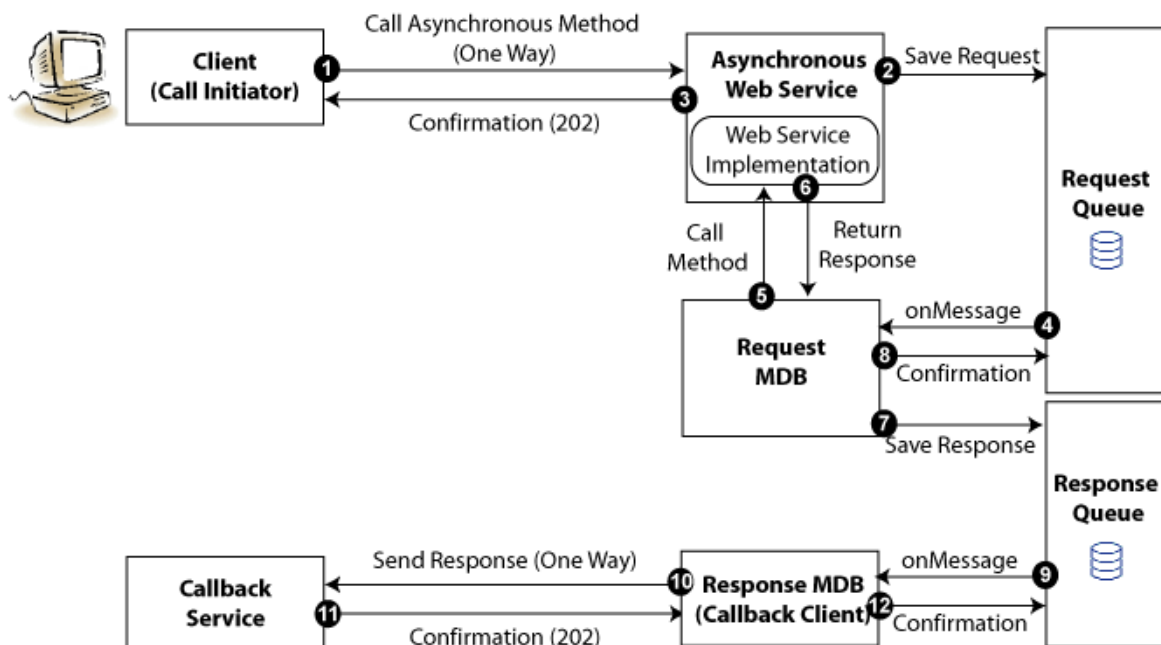 Client
(Call Initiator)
1
Call Asynchronous Method
(One Way)
3
Confirmation (202)
Asynchronous
Web Service
2
Save Request
Web Service
Implementation
6
Request
Queue
Call
Method
Return
Response
5
onMessage
4
Request
MDB
8
Confirmation
7
Save Response
Response
Queue
Callback
Service
Send Response (One Way)
10
11
Confirmation (202)
Response MDB
(Callback Client)
onMessage
9
12
Confirmation